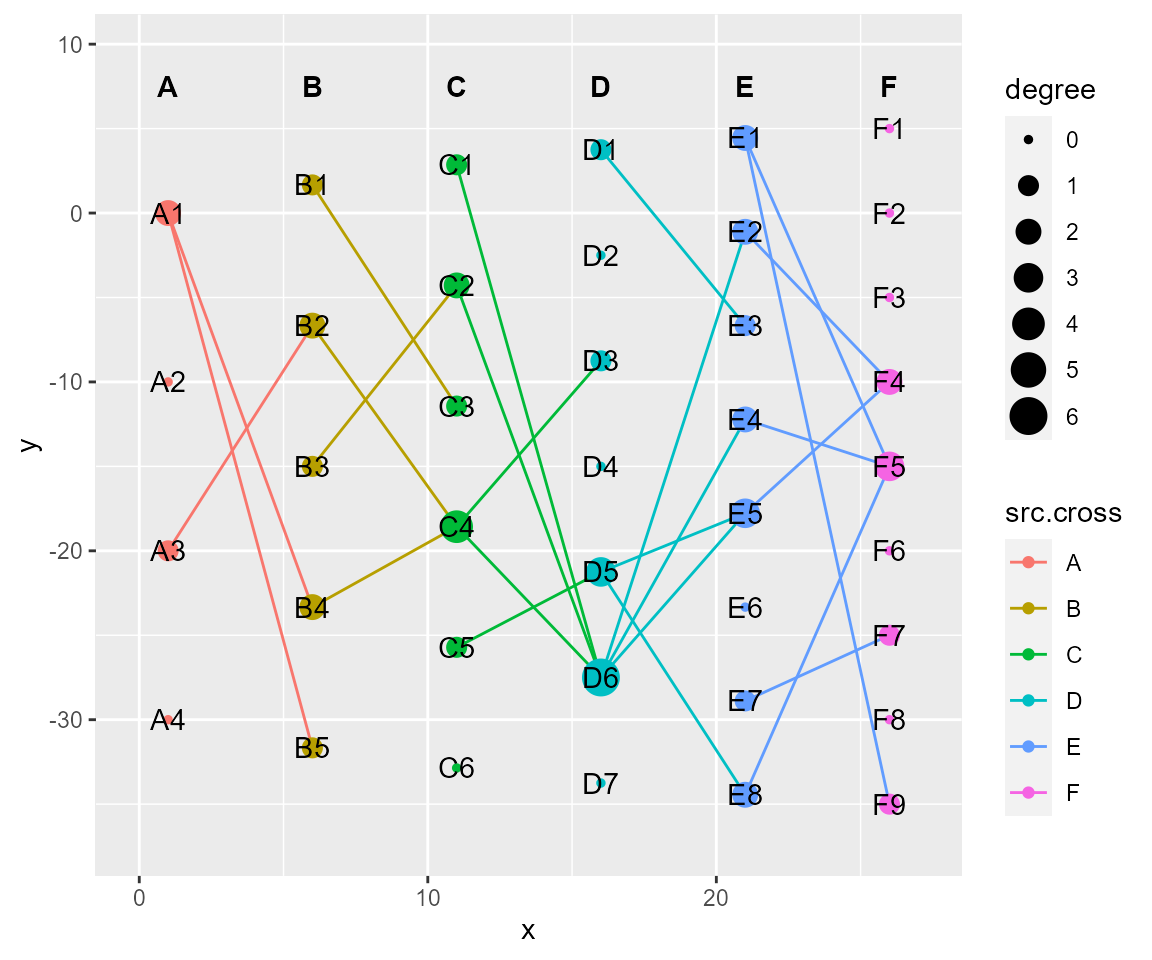 10
0
-10
-20
-30
y
A B C D E F
A1
A2
A3
A4
B1
B2
B3
B4
B5
C1
C2
C3
C4
C5
C6
D1
D2
D3
D4
D5
D6
D7
E1
E2
E3
E4
E5
E6
E7
E8
F1
F2
F3
F4
F5
F6
F7
F8
F9
0 10 20
x
degree
0
1
2
3
4
5
6
src.cross
A
B
C
D
E
F